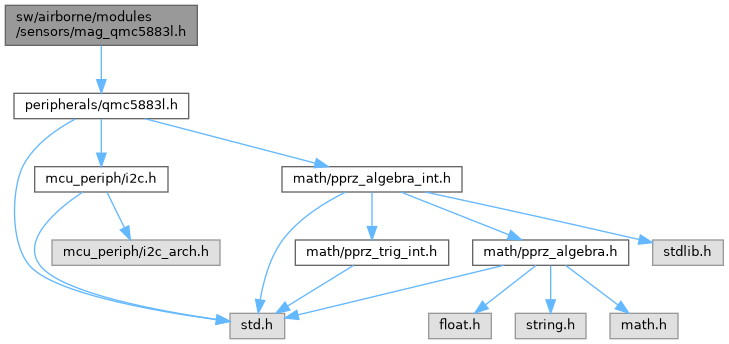 sw/airborne/modules
/sensors/mag_qmc5883l.h
peripherals/qmc5883l.h
mcu_periph/i2c.h
math/pprz_algebra_int.h
mcu_periph/i2c_arch.h
math/pprz_trig_int.h
math/pprz_algebra.h
stdlib.h
std.h
float.h
string.h
math.h